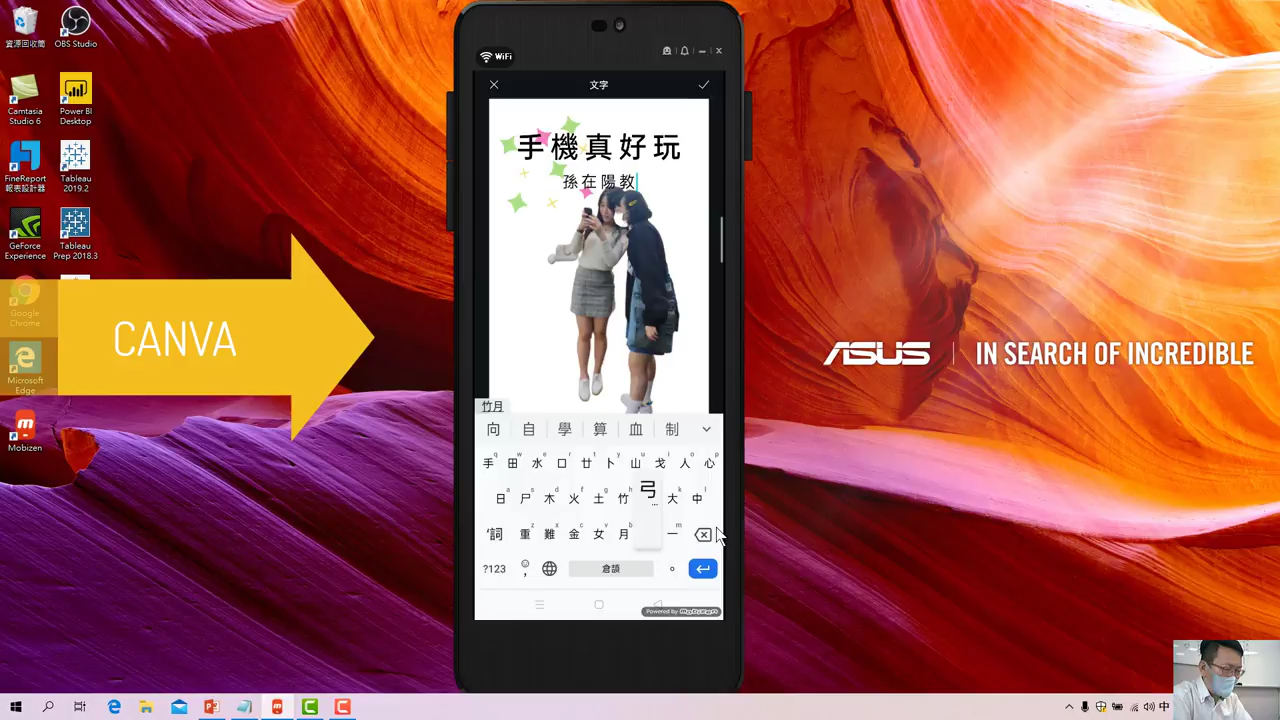 資源回收筒
OBS Studio
Camtasia Studio 6
Power BI Desktop
FineReport 報表設計器
Tableau 2019.2
GeForce Experience
Tableau Prep 2018.3
Google Chrome
Microsoft Edge
Mobizen
CANVA
WiFi
文字
手機真好玩
孫在陽教
竹月
向 自 學 算 血 制
手 q 田 w 水 e 口 r 廿 t 卜 y 山 u 戈 i 人 o 心 p
日 a 尸 s 木 d 火 f 土 g 竹 h 弓 大 k 中 l
'詞 重 z 難 x 金 c 女 v 月 b 一 m
?123 , 倉頡 。
Powered by Mobizen
ASUS | IN SEARCH OF INCREDIBLE
中